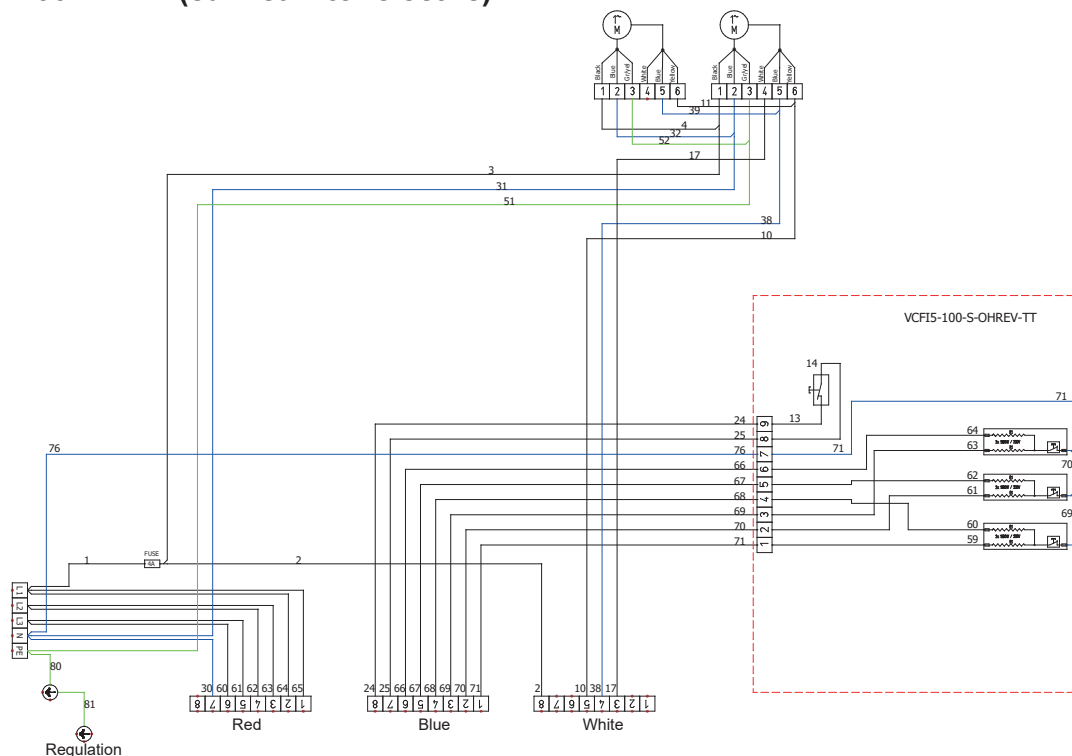 1~
M
1~
M
Black
Blue
Gr/yel
White
Blue
Yellow
Black
Blue
Gr/yel
White
Blue
Yellow
1 2 3 4 5 6
1 2 3 4 5 6
11
39
4
32
52
17
3
31
51
38
10
VCFI5-100-S-OHREV-TT
14
71
24 9 13
25 8
76 76 7 71
66 6
67 5
68 4
69 3
70 2
71 1
64
63
70
62
61
69
60
59
FUSE
4A
1
2
L1
L2
L3
N
PE
80
81
Regulation
30 60 61 62 63 64 65
8 7 6 5 4 3 2 1
Red
24 25 66 67 68 69 70 71
8 7 6 5 4 3 2 1
Blue
2 10 38 17
8 7 6 5 4 3 2 1
White